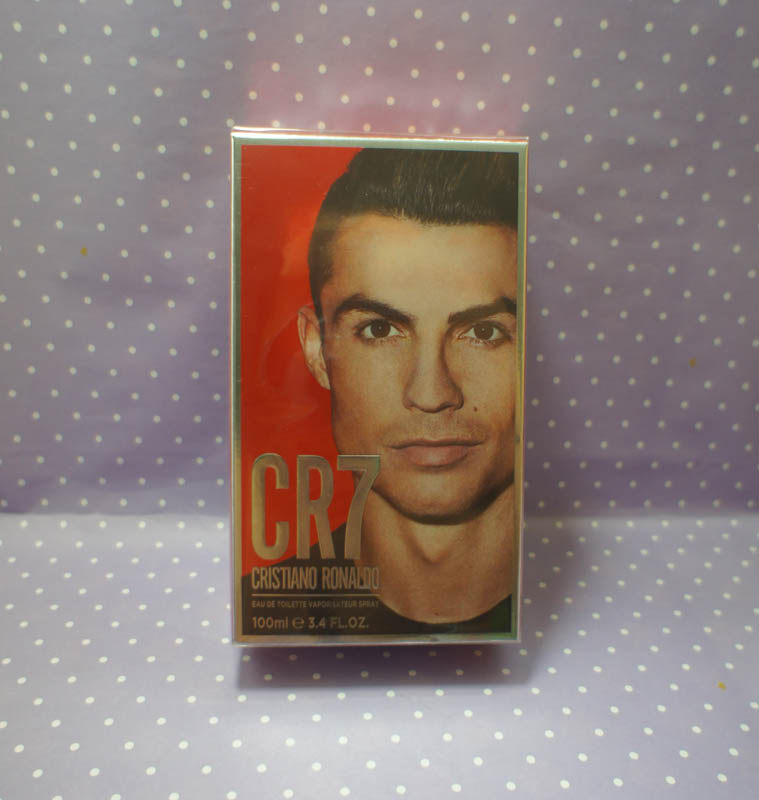 CR7
CRISTIANO RONALDO
EAU DE TOILETTE VAPORISATEUR SPRAY
100ml ℮ 3.4 FL.OZ.